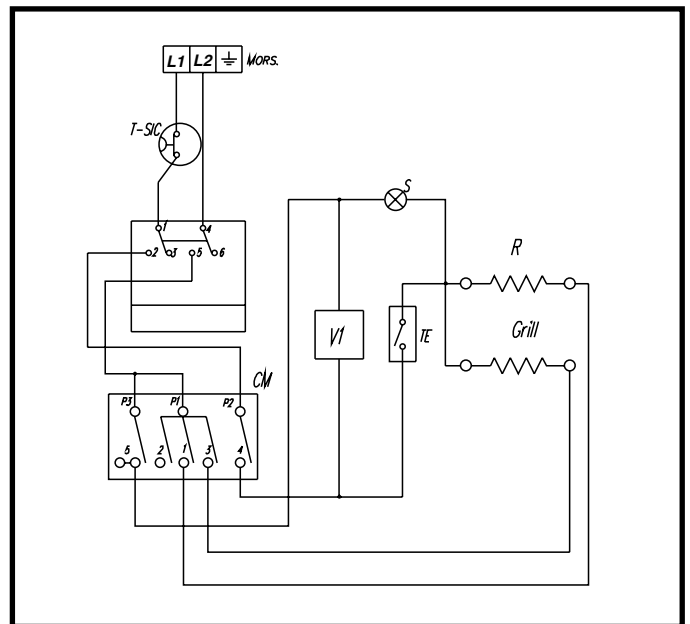 L1 L2 MORS.
T-SIC
1 4
2 3 5 6
S
R
V1
TE
Grill
CM
P3 P1 P2
5 2 1 3 4